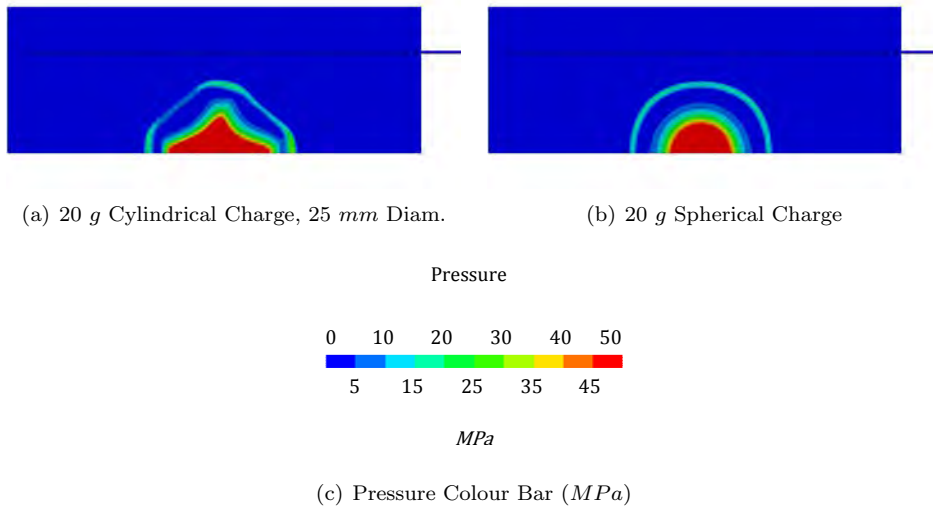 (a) 20 g Cylindrical Charge, 25 mm Diam.
(b) 20 g Spherical Charge
Pressure
0 10 20 30 40 50
5 15 25 35 45
MPa
(c) Pressure Colour Bar (MPa)